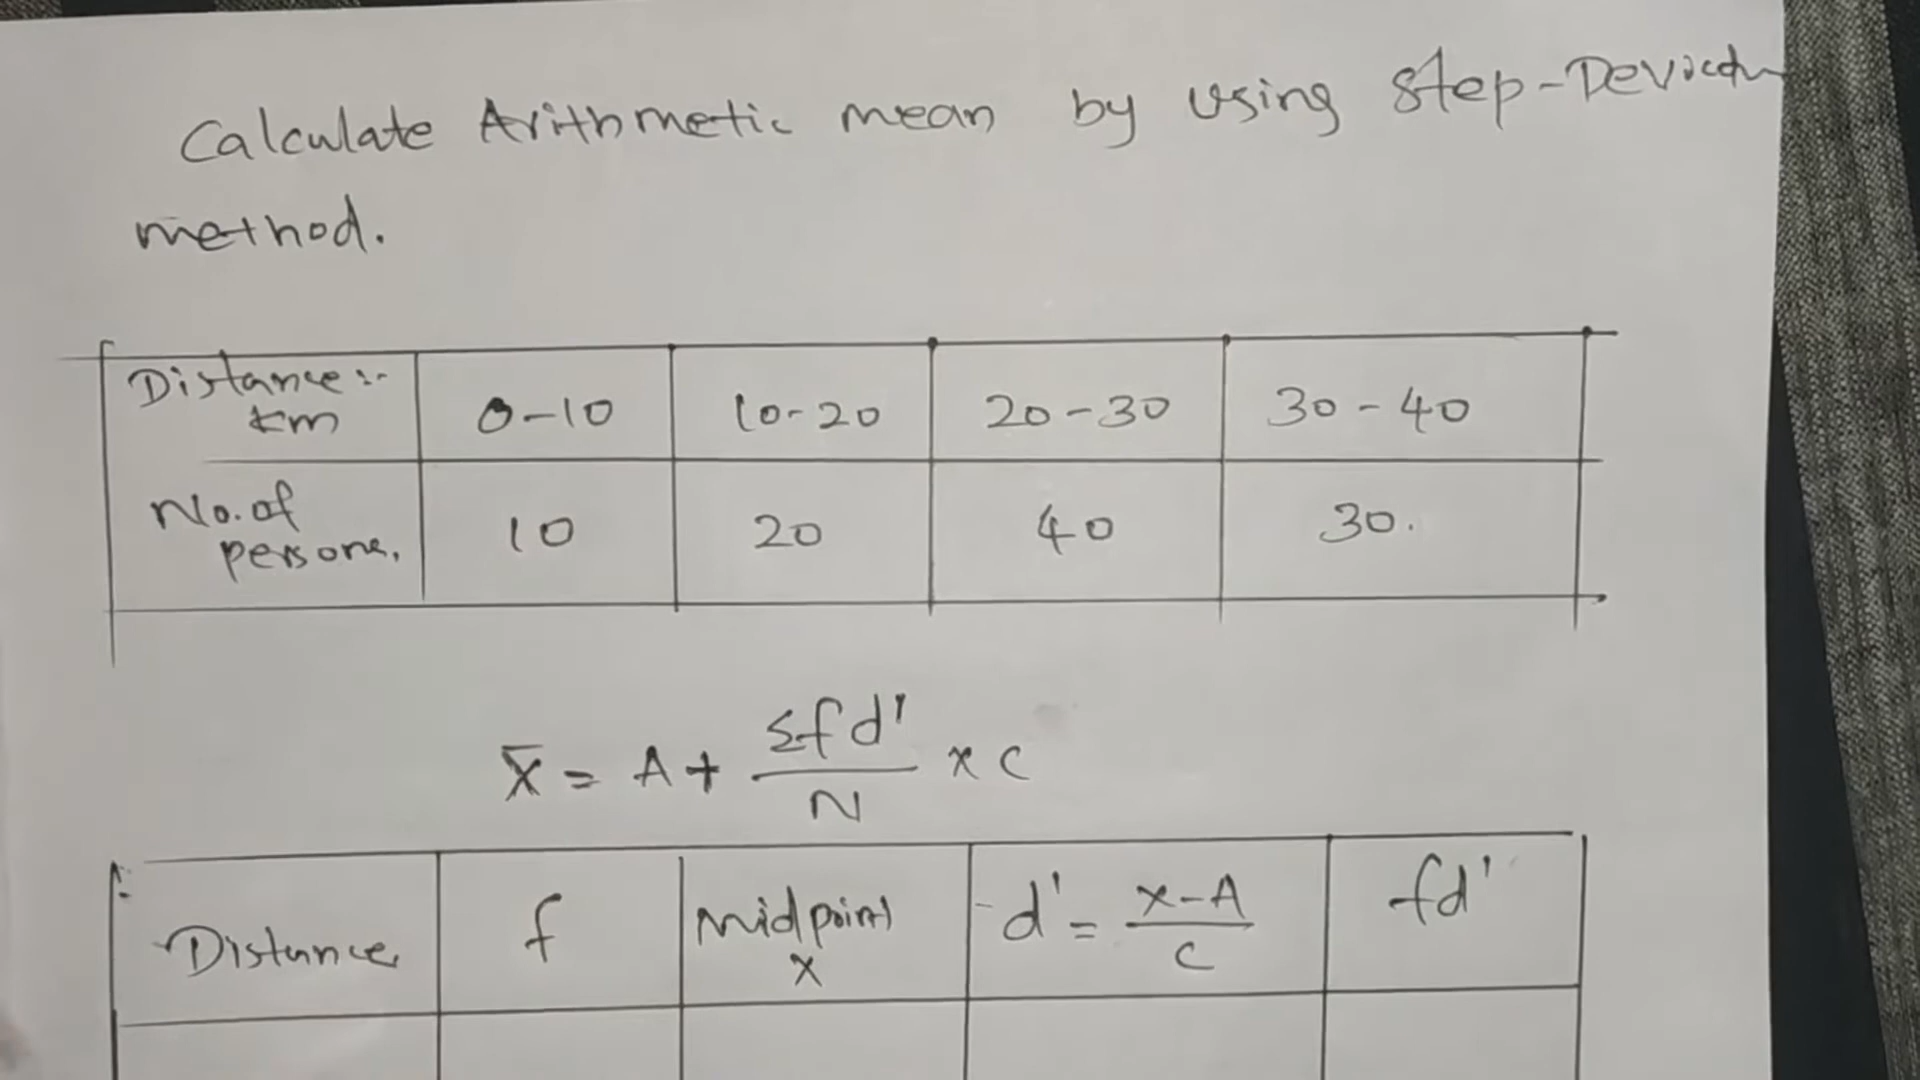 Calculate Arithmetic mean by using Step-Deviation
method.
Distance:-
km
0-10
10-20
20-30
30-40
No. of
persons.
10
20
40
30.
x̄ = A + Σfd' / N × C
Distance
f
midpoint
x
d' = x-A / C
fd'